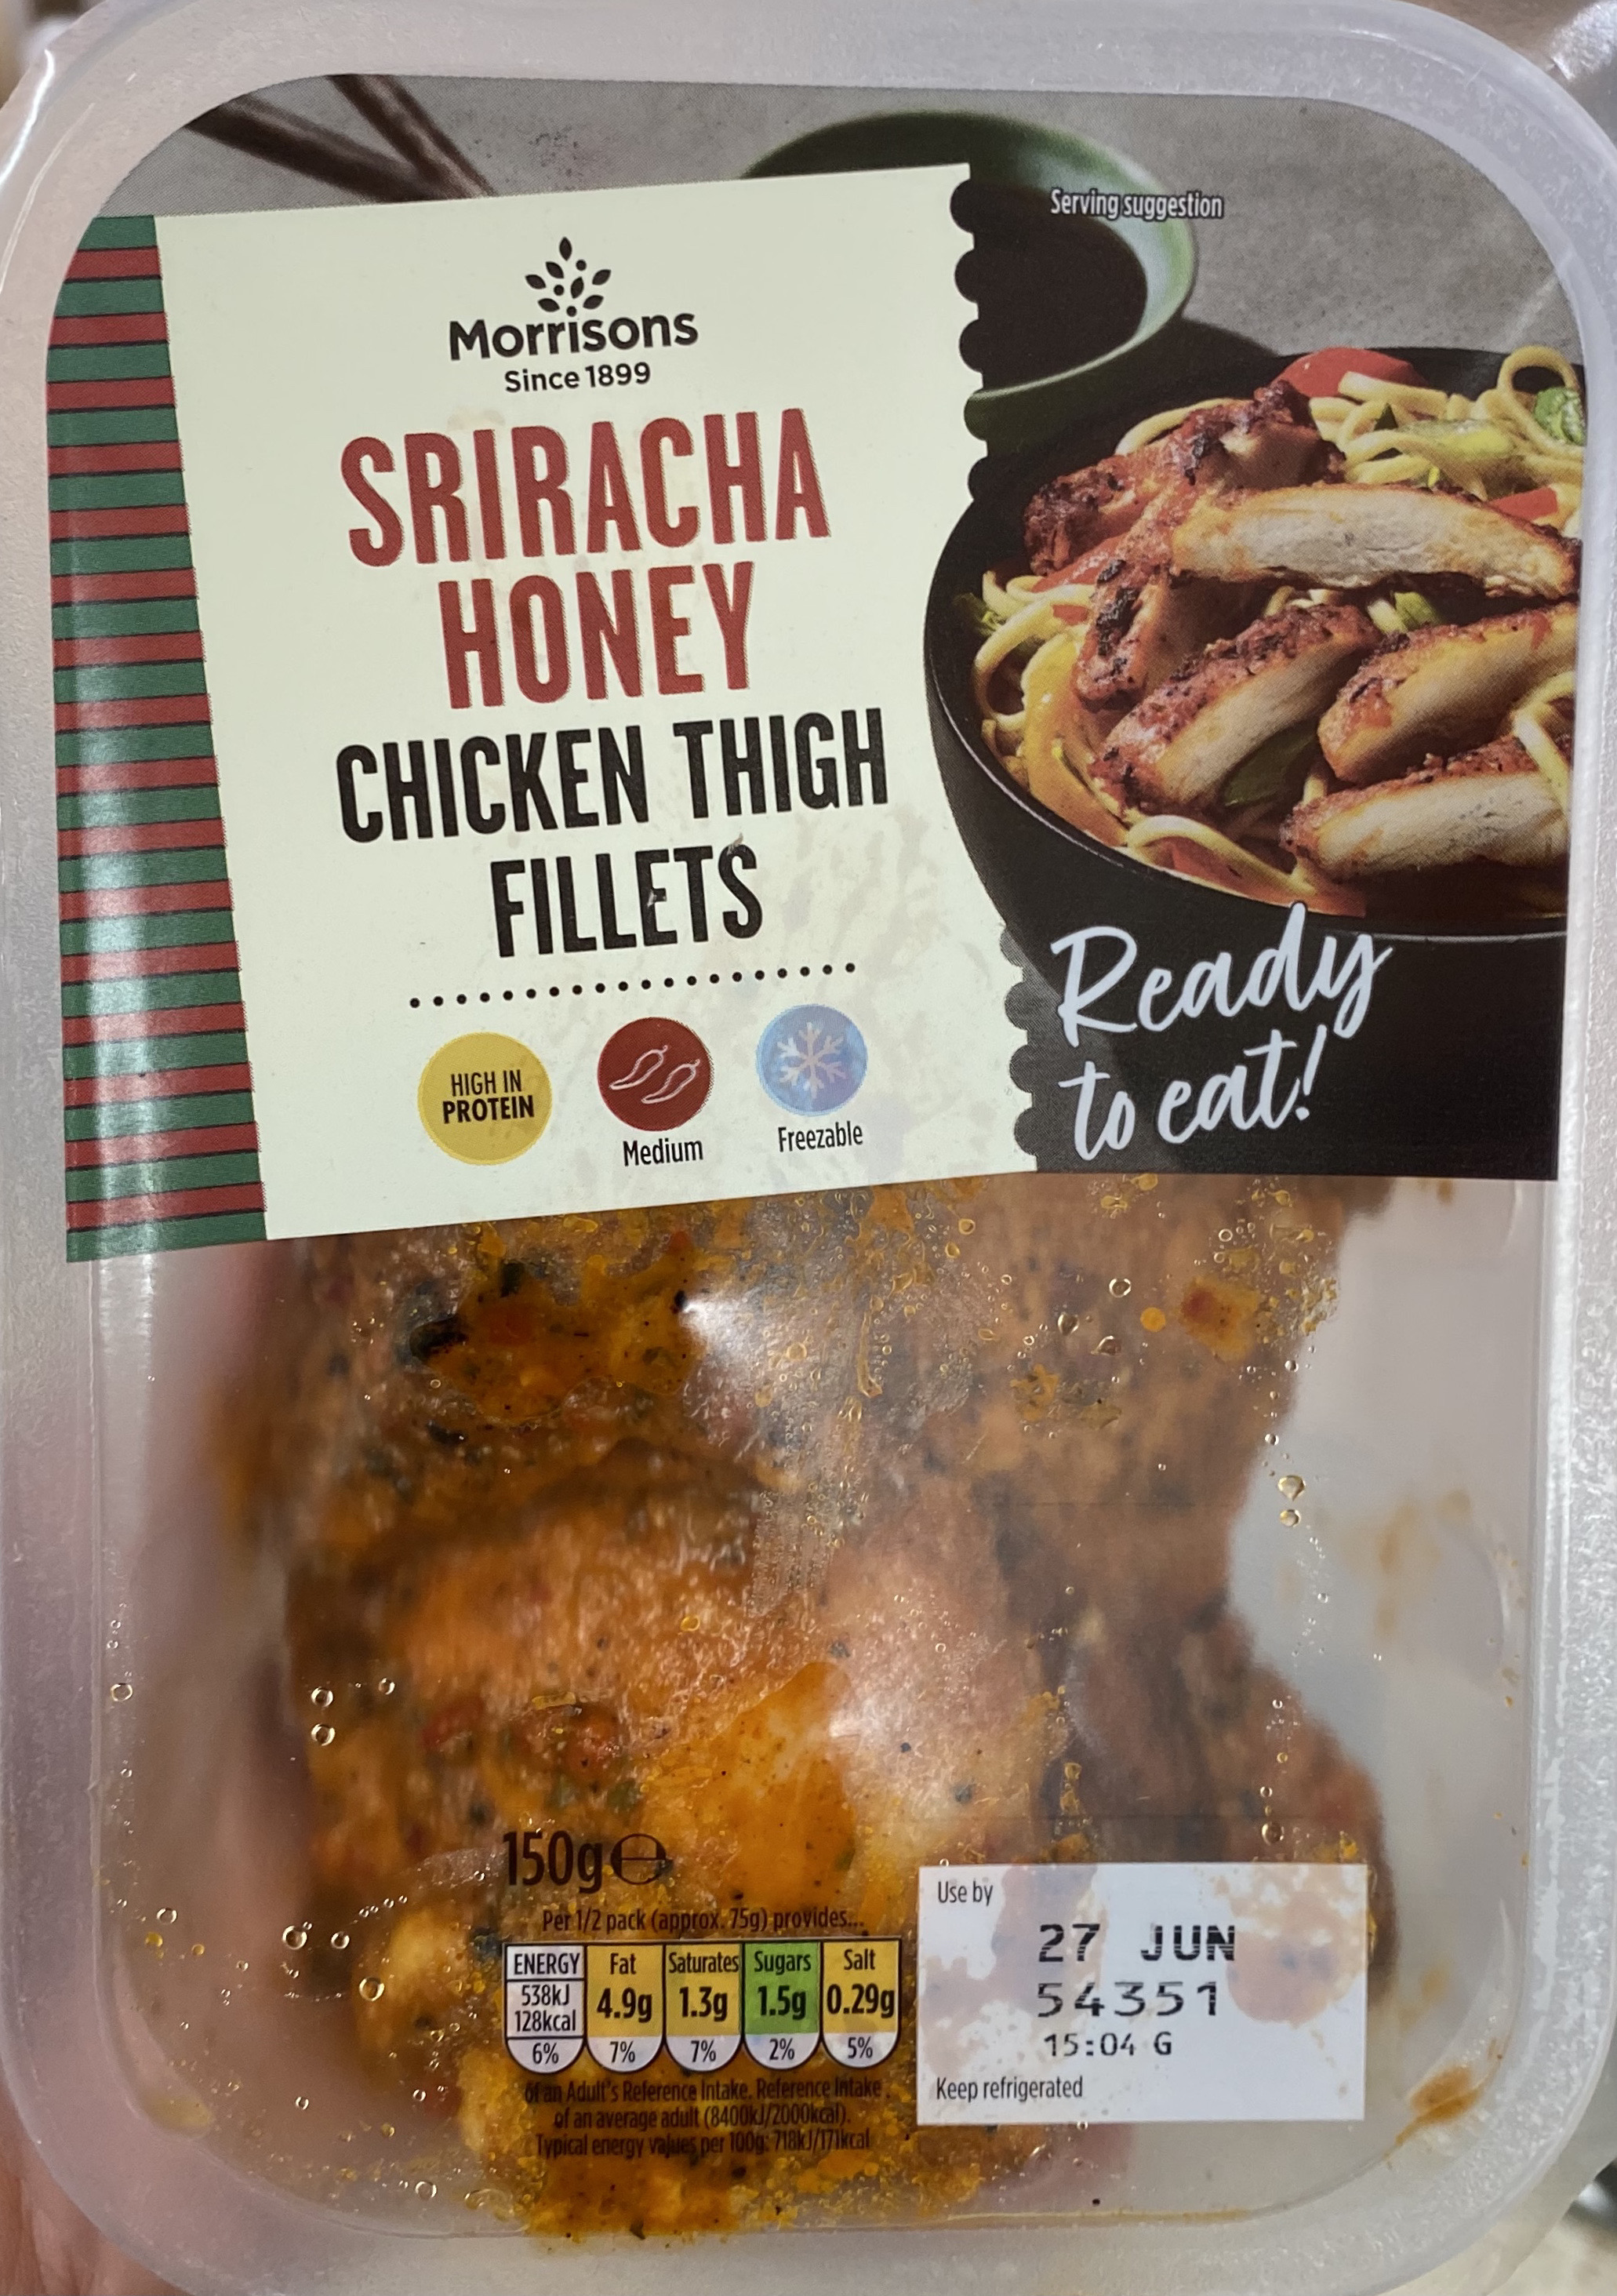 Serving suggestion
Morrisons
Since 1899
SRIRACHA
HONEY
CHICKEN THIGH
FILLETS
HIGH IN
PROTEIN
Medium
Freezable
Ready
to eat!
150g℮
Per 1/2 pack (approx. 75g) provides...
ENERGY Fat Saturates Sugars Salt
538kJ
128kcal 4.9g 1.3g 1.5g 0.29g
6% 7% 7% 2% 5%
of an Adult's Reference Intake. Reference Intake
of an average adult (8400kJ/2000kcal).
Typical energy values per 100g: 718kJ/171kcal
Use by
27 JUN
54351
15:04 G
Keep refrigerated